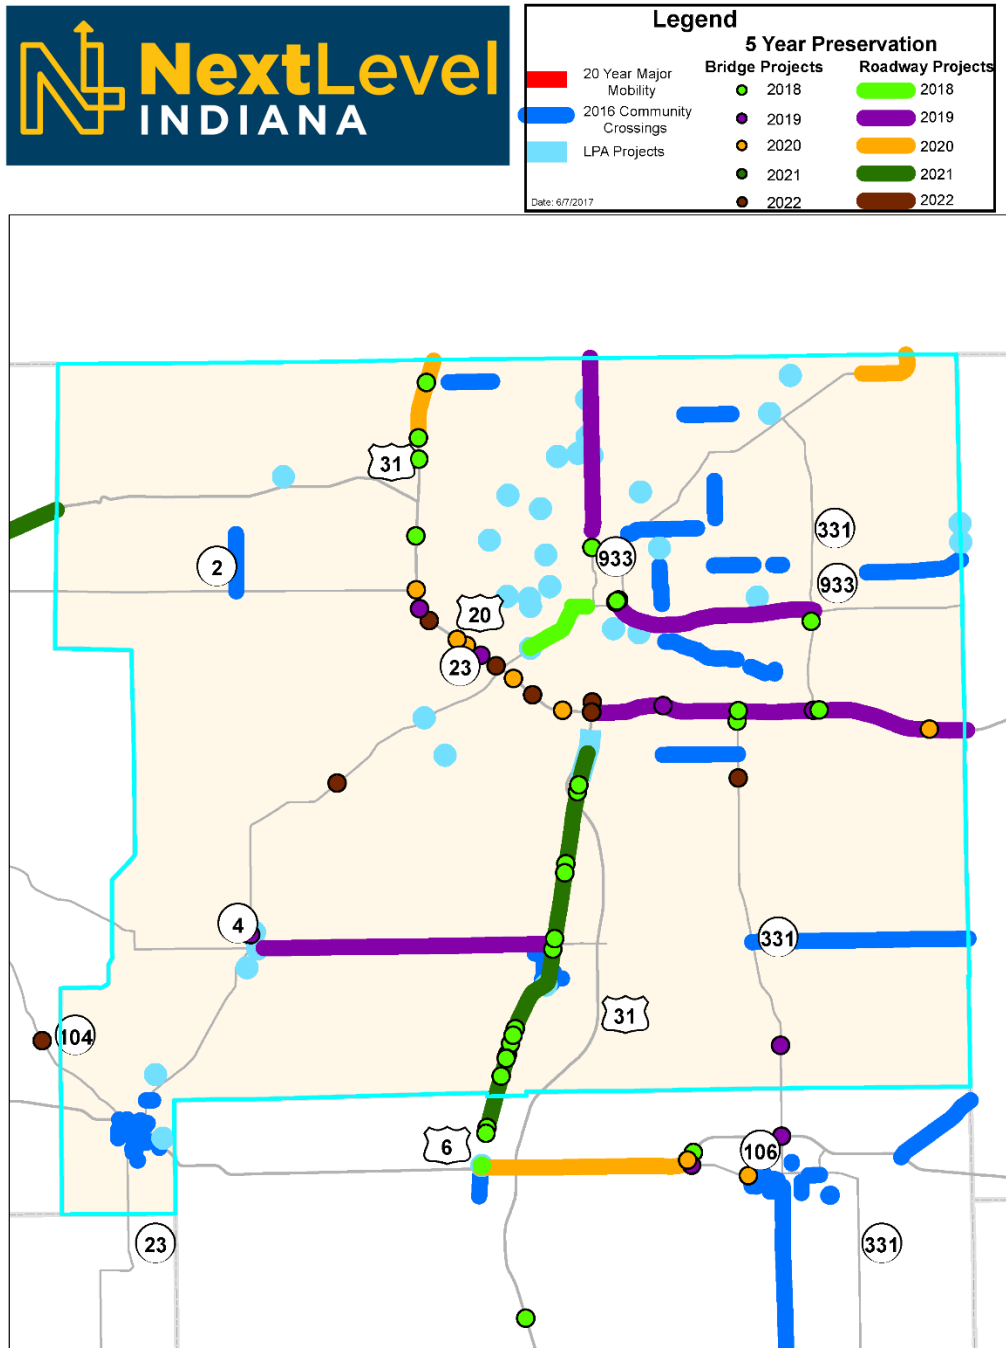 NextLevel
INDIANA
Legend
5 Year Preservation
Bridge Projects
Roadway Projects
20 Year Major
Mobility
2016 Community
Crossings
LPA Projects
Date: 6/7/2017
2018
2019
2020
2021
2022
2018
2019
2020
2021
2022
31
331
933
2
933
20
23
4
331
31
104
6
106
23
331